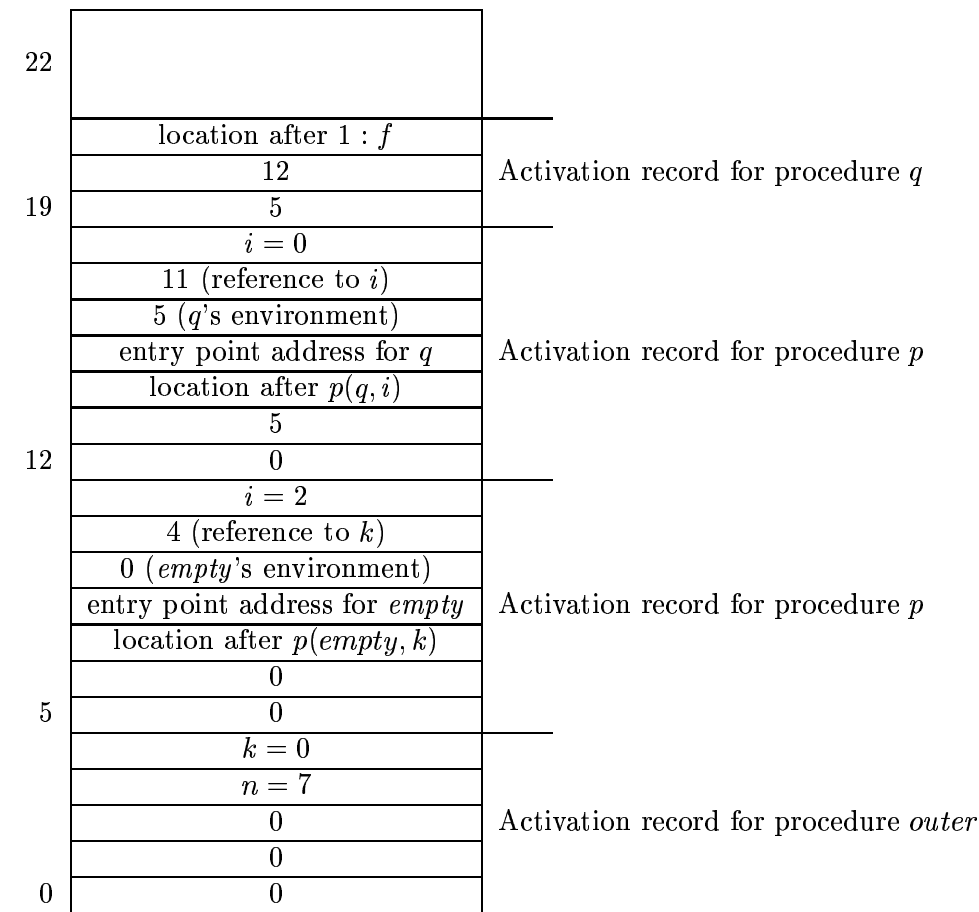 22
location after 1 : f
12
Activation record for procedure q
19
5
i = 0
11 (reference to i)
5 (q's environment)
entry point address for q
Activation record for procedure p
location after p(q, i)
5
12
0
i = 2
4 (reference to k)
0 (empty's environment)
entry point address for empty
Activation record for procedure p
location after p(empty, k)
0
5
0
k = 0
n = 7
0
Activation record for procedure outer
0
0
0